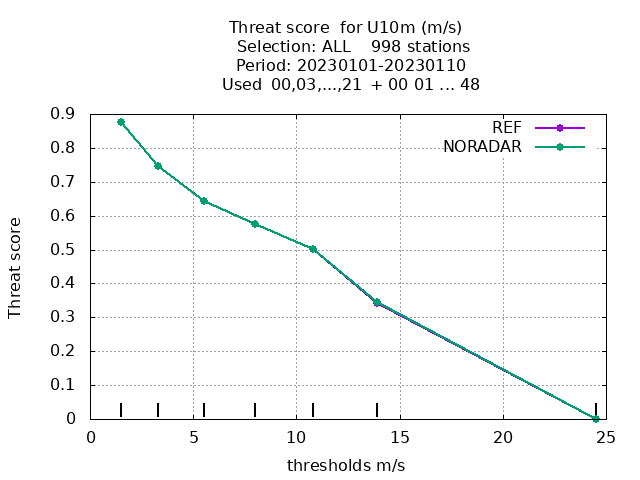 Threat score  for U10m (m/s)
Selection: ALL    998 stations
Period: 20230101-20230110
Used  00,03,...,21  + 00 01 ... 48
REF
NORADAR
0.9
0.8
0.7
0.6
0.5
0.4
0.3
0.2
0.1
0
Threat score
0 5 10 15 20 25
thresholds m/s